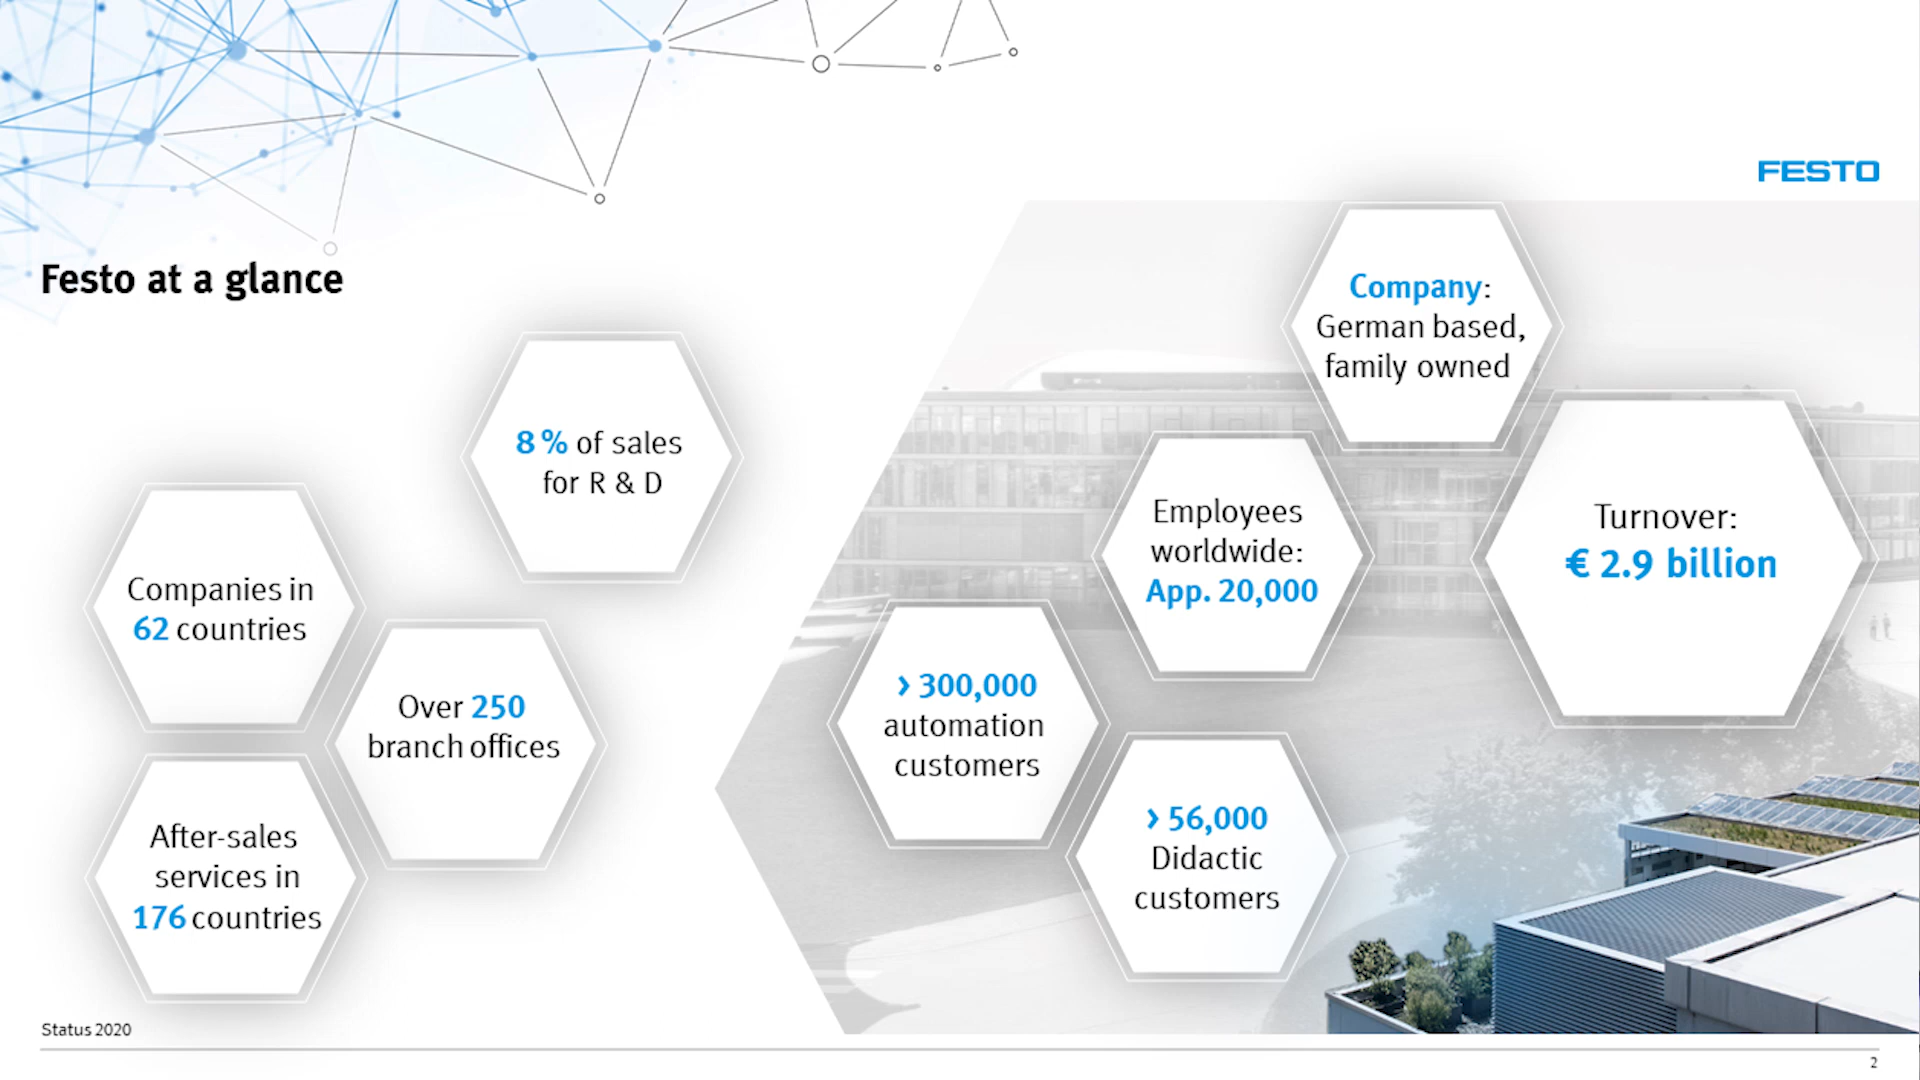 FESTO
Festo at a glance
8 % of sales
for R & D
Companies in
62 countries
Over 250
branch offices
After-sales
services in
176 countries
Company:
German based,
family owned
Employees
worldwide:
App. 20,000
Turnover:
€ 2.9 billion
> 300,000
automation
customers
> 56,000
Didactic
customers
Status 2020
2